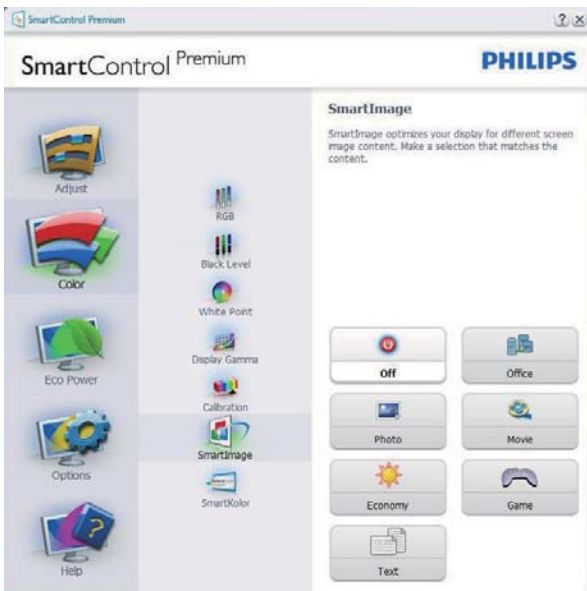 SmartControl Premium
? x
SmartControl Premium
PHILIPS
Adjust
Color
Eco Power
Options
Help
RGB
Black Level
White Point
Display Gamma
Calibration
SmartImage
SmartKolor
SmartImage
SmartImage optimizes your display for different screen
image content. Make a selection that matches the
content.
Off
Office
Photo
Movie
Economy
Game
Text